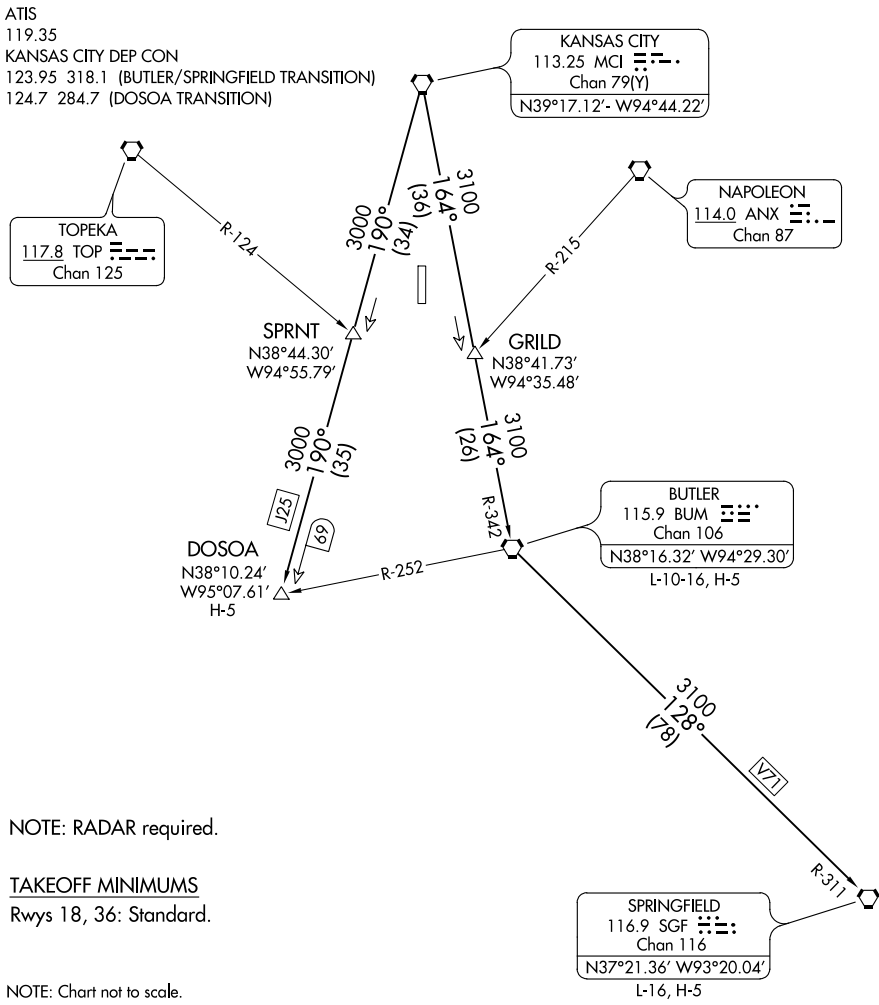 ATIS
119.35
KANSAS CITY DEP CON
123.95 318.1 (BUTLER/SPRINGFIELD TRANSITION)
124.7 284.7 (DOSOA TRANSITION)
KANSAS CITY
113.25 MCI
Chan 79(Y)
N39°17.12'- W94°44.22'
TOPEKA
117.8 TOP
Chan 125
R-124
3000
190°
(34)
3100
164°
(36)
NAPOLEON
114.0 ANX
Chan 87
R-215
SPRNT
N38°44.30'
W94°55.79'
GRILD
N38°41.73'
W94°35.48'
3000
190°
(35)
3100
164°
(26)
J25
69
R-342
BUTLER
115.9 BUM
Chan 106
N38°16.32' W94°29.30'
L-10-16, H-5
DOSOA
N38°10.24'
W95°07.61'
H-5
R-252
3100
128°
(78)
V71
R-311
NOTE: RADAR required.
TAKEOFF MINIMUMS
Rwys 18, 36: Standard.
SPRINGFIELD
116.9 SGF
Chan 116
N37°21.36' W93°20.04'
L-16, H-5
NOTE: Chart not to scale.